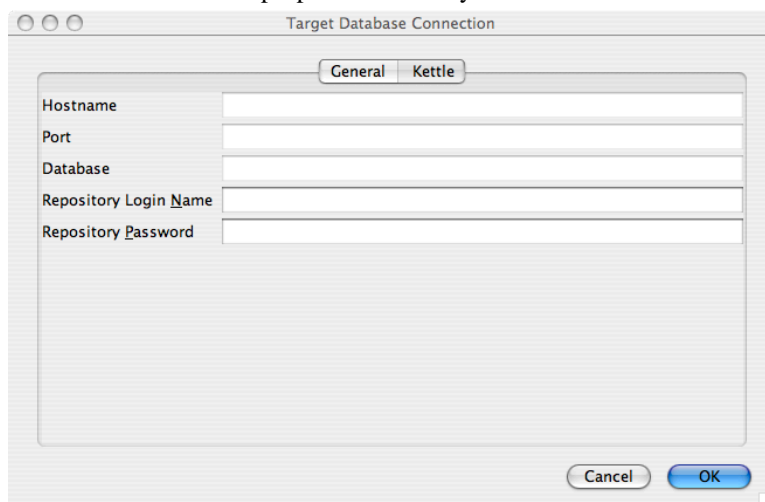 Target Database Connection
General Kettle
Hostname
Port
Database
Repository Login Name
Repository Password
Cancel OK